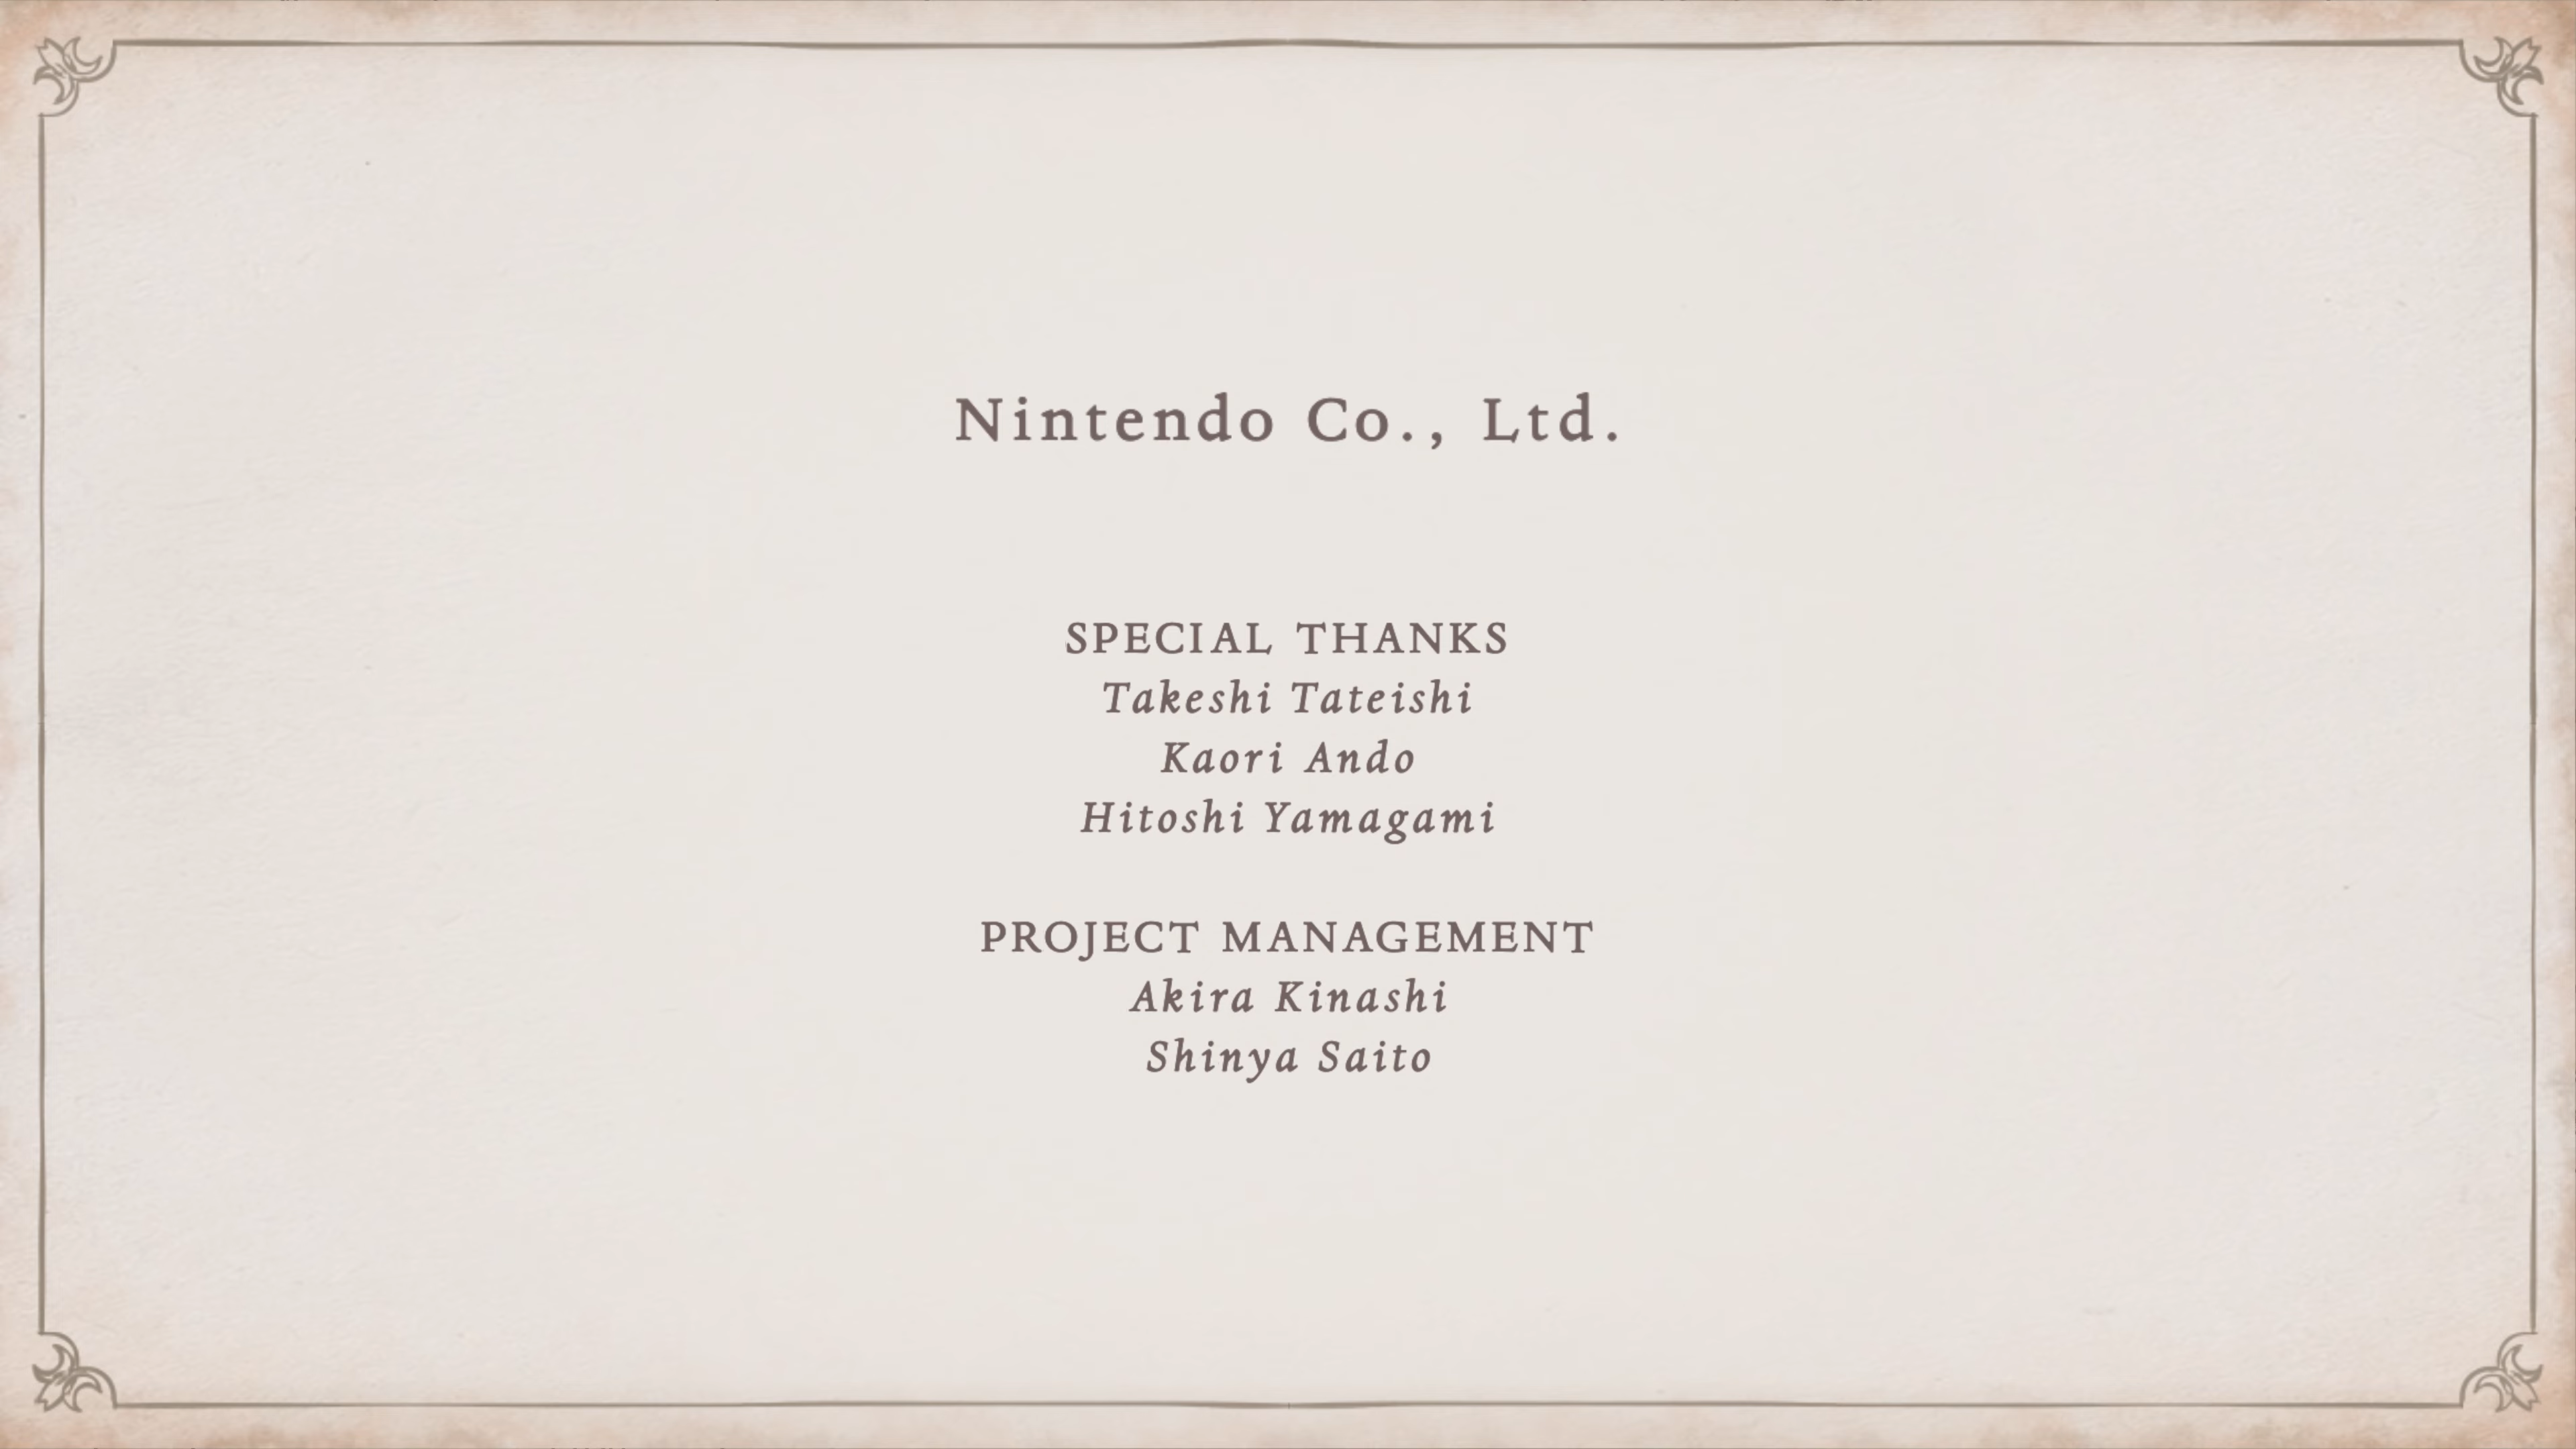 Nintendo Co., Ltd.
SPECIAL THANKS
Takeshi Tateishi
Kaori Ando
Hitoshi Yamagami
PROJECT MANAGEMENT
Akira Kinashi
Shinya Saito